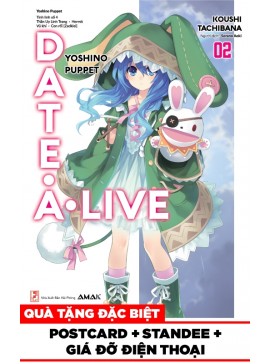 Yoshino Puppet
KOUSHI
TACHIBANA
02
YOSHINO
PUPPET
DATE・A・LIVE
AMAK
QUÀ TẶNG ĐẶC BIỆT
POSTCARD + STANDEE +
GIÁ ĐỠ ĐIỆN THOẠI